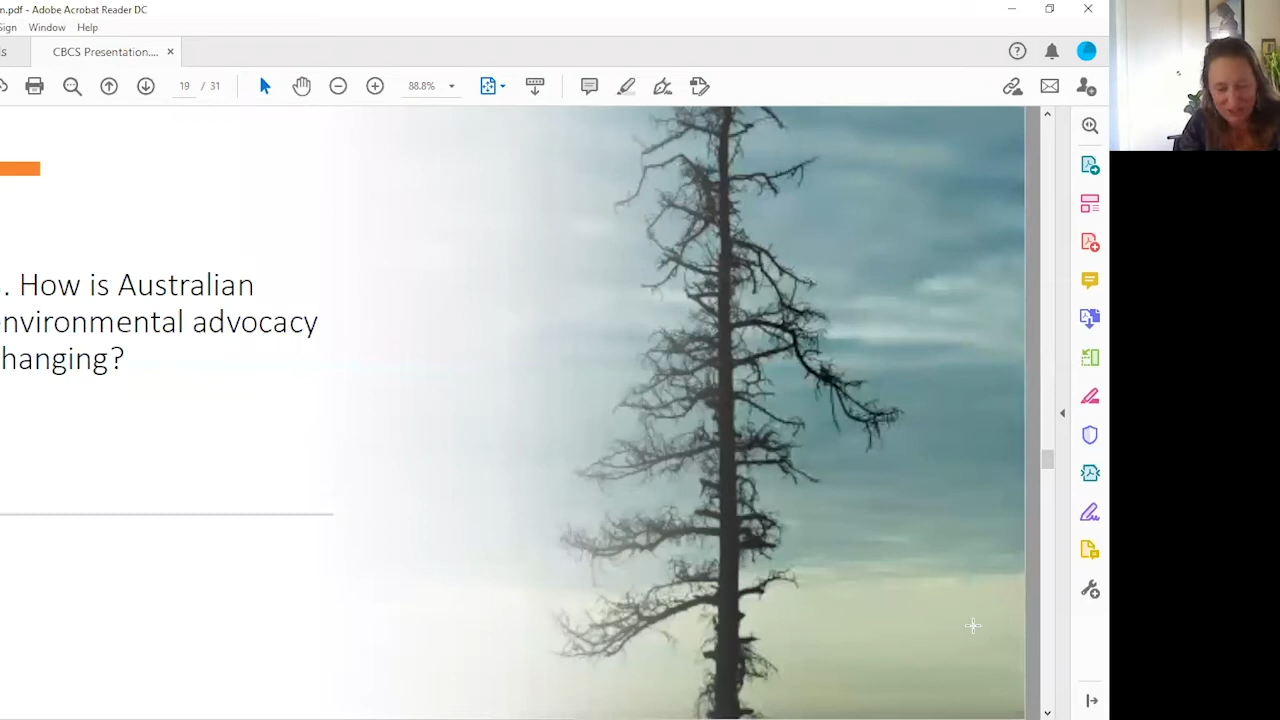 n.pdf - Adobe Acrobat Reader DC
Sign Window Help
ls
CBCS Presentation.... ×
19 / 31
88.8%
. How is Australian
nvironmental advocacy
hanging?